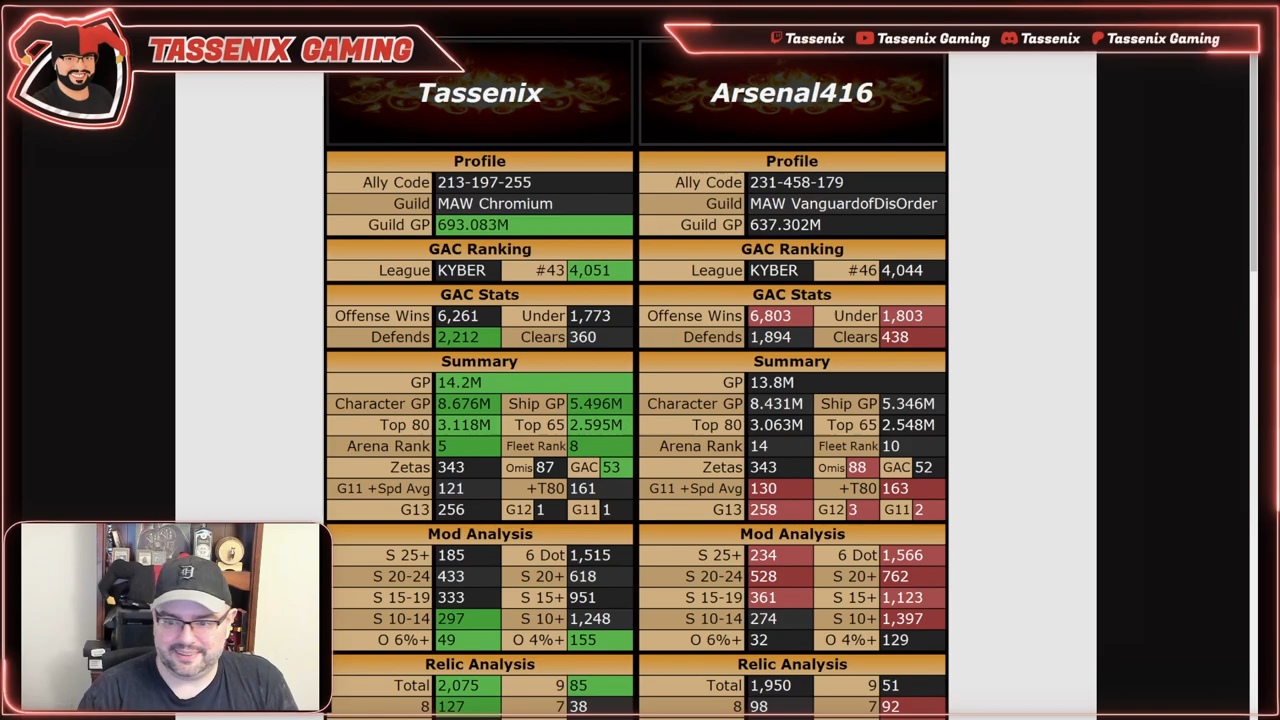 TASSENIX GAMING
Tassenix Tassenix Gaming Tassenix Tassenix Gaming
Tassenix Arsenal416
Profile Profile
Ally Code 213-197-255 Ally Code 231-458-179
Guild MAW Chromium Guild MAW VanguardofDisOrder
Guild GP 693.083M Guild GP 637.302M
GAC Ranking GAC Ranking
League KYBER #43 4,051 League KYBER #46 4,044
GAC Stats GAC Stats
Offense Wins 6,261 Under 1,773 Offense Wins 6,803 Under 1,803
Defends 2,212 Clears 360 Defends 1,894 Clears 438
Summary Summary
GP 14.2M GP 13.8M
Character GP 8.676M Ship GP 5.496M Character GP 8.431M Ship GP 5.346M
Top 80 3.118M Top 65 2.595M Top 80 3.063M Top 65 2.548M
Arena Rank 5 Fleet Rank 8 Arena Rank 14 Fleet Rank 10
Zetas 343 Omis 87 GAC 53 Zetas 343 Omis 88 GAC 52
G11 +Spd Avg 121 +T80 161 G11 +Spd Avg 130 +T80 163
G13 256 G12 1 G11 1 G13 258 G12 3 G11 2
Mod Analysis Mod Analysis
S 25+ 185 6 Dot 1,515 S 25+ 234 6 Dot 1,566
S 20-24 433 S 20+ 618 S 20-24 528 S 20+ 762
S 15-19 333 S 15+ 951 S 15-19 361 S 15+ 1,123
S 10-14 297 S 10+ 1,248 S 10-14 274 S 10+ 1,397
O 6%+ 49 O 4%+ 155 O 6%+ 32 O 4%+ 129
Relic Analysis Relic Analysis
Total 2,075 9 85 Total 1,950 9 51
8 127 7 38 8 98 7 92